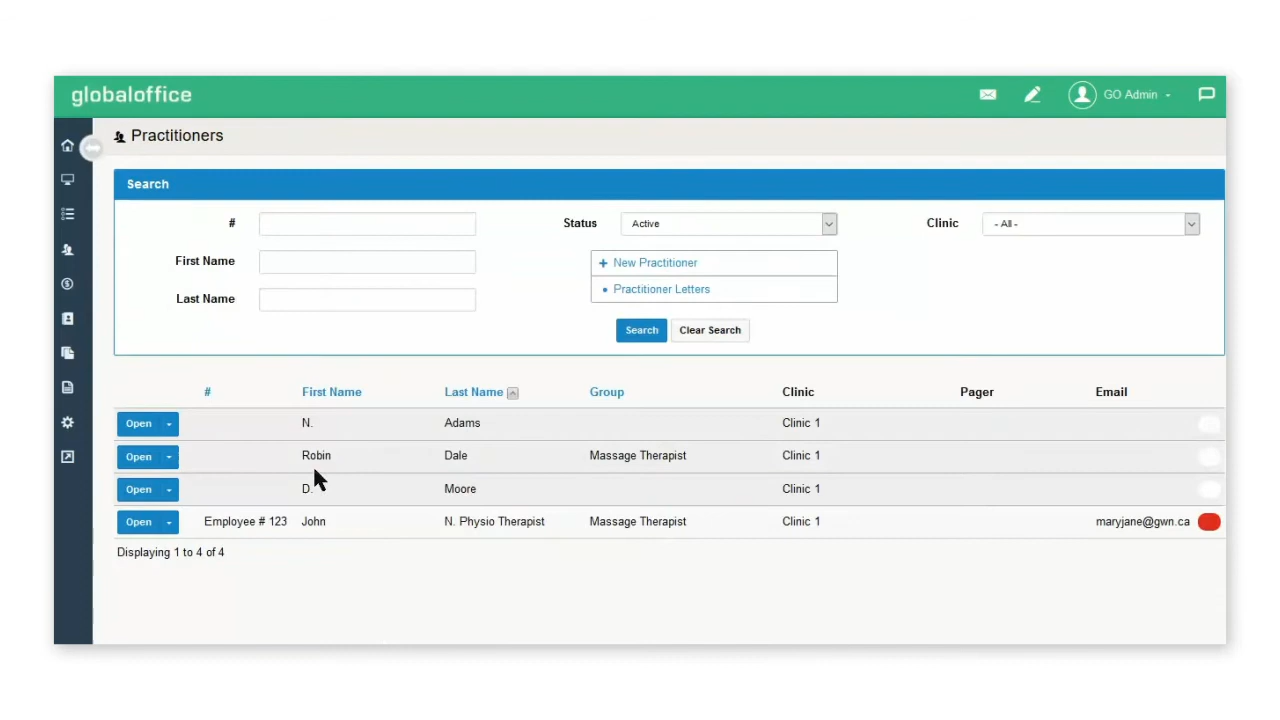 globaloffice
GO Admin
Practitioners
Search
# Status Active Clinic - All -
First Name + New Practitioner
Last Name Practitioner Letters
Search Clear Search
# First Name Last Name Group Clinic Pager Email
Open N. Adams Clinic 1
Open Robin Dale Massage Therapist Clinic 1
Open D. Moore Clinic 1
Open Employee # 123 John N. Physio Therapist Massage Therapist Clinic 1 maryjane@gwn.ca
Displaying 1 to 4 of 4